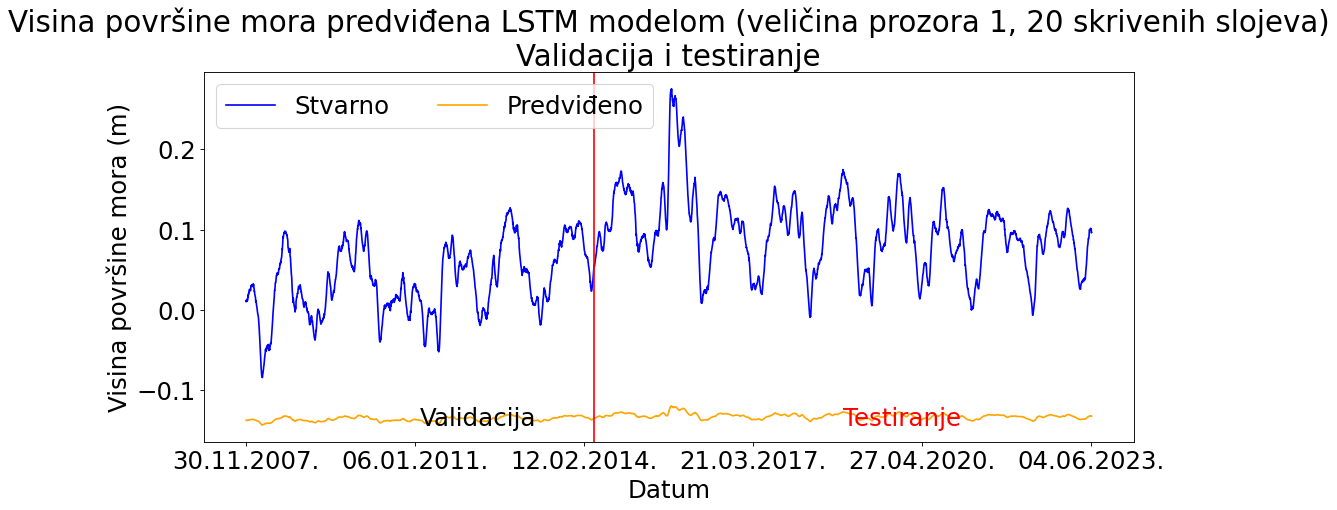 Visina površine mora predviđena LSTM modelom (veličina prozora 1, 20 skrivenih slojeva)
Validacija i testiranje
Stvarno
Predviđeno
Visina površine mora (m)
0.2
0.1
0.0
−0.1
Validacija
Testiranje
30.11.2007.
06.01.2011.
12.02.2014.
21.03.2017.
27.04.2020.
04.06.2023.
Datum